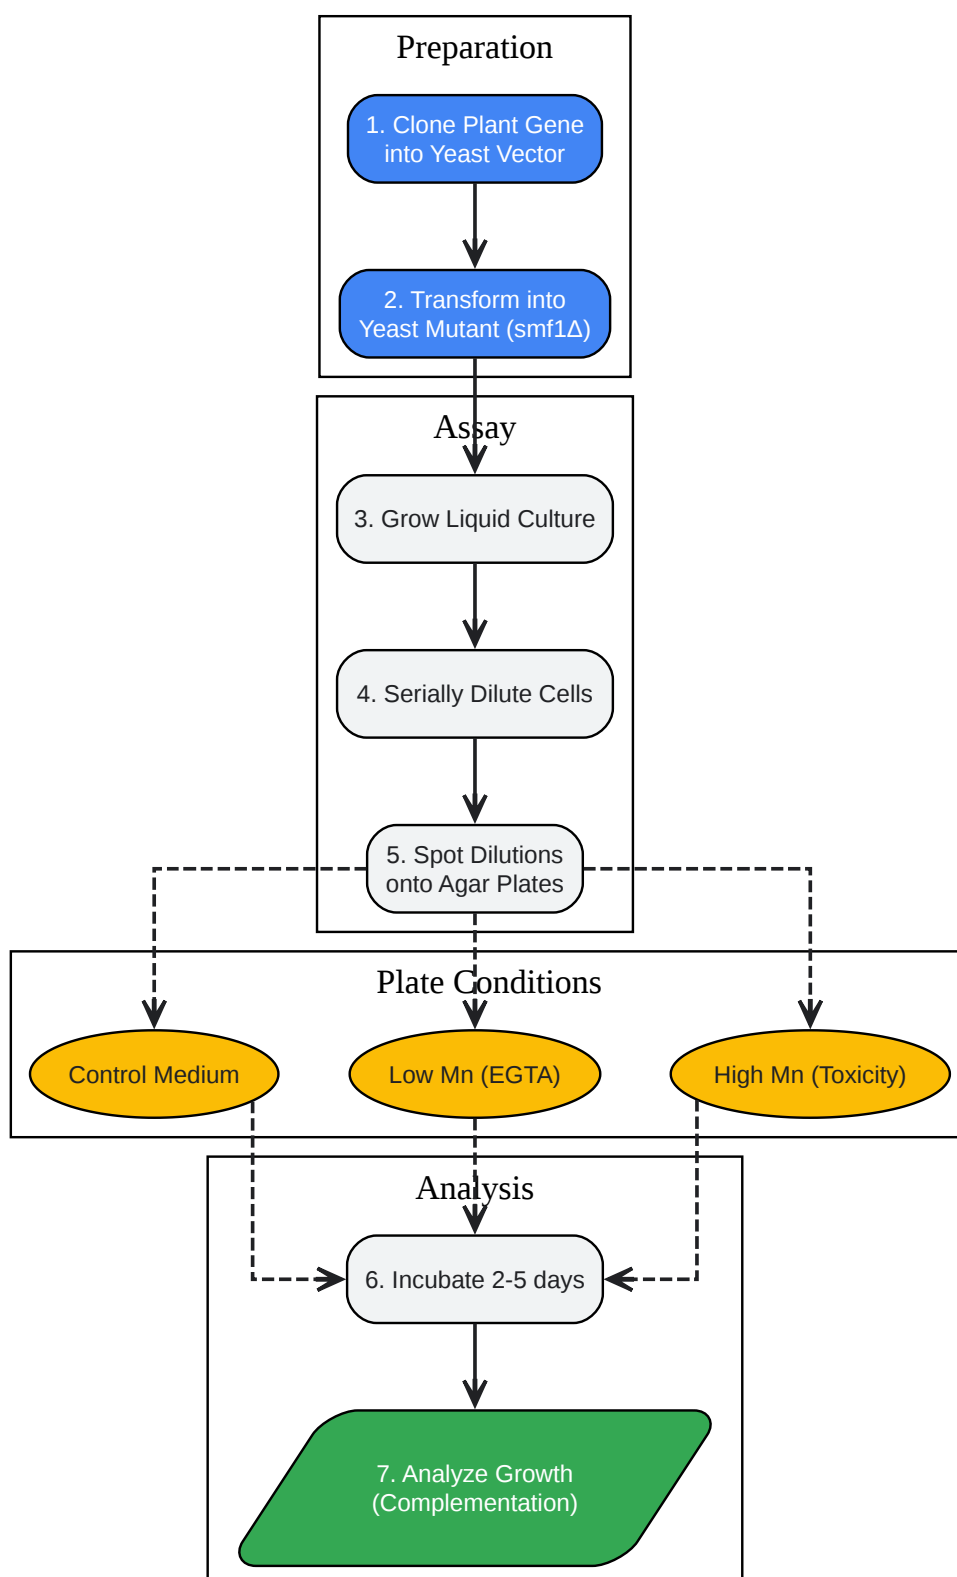 Preparation
1. Clone Plant Gene
into Yeast Vector
2. Transform into
Yeast Mutant (smf1Δ)
Assay
3. Grow Liquid Culture
4. Serially Dilute Cells
5. Spot Dilutions
onto Agar Plates
Plate Conditions
Control Medium
Low Mn (EGTA)
High Mn (Toxicity)
Analysis
6. Incubate 2-5 days
7. Analyze Growth
(Complementation)